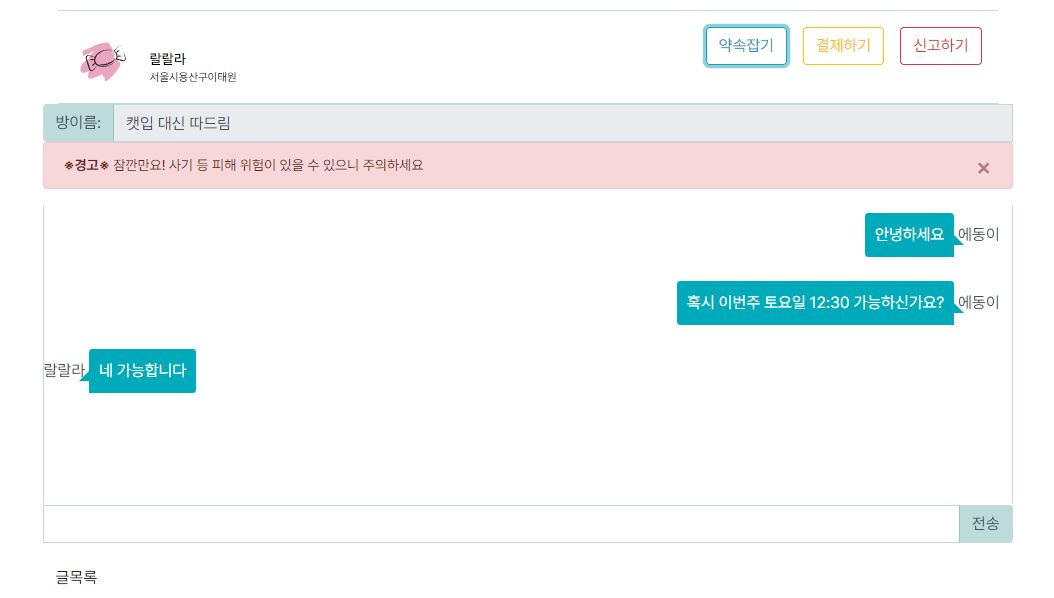 랄랄라
서울시용산구이태원
약속잡기 결제하기 신고하기
방이름: 캣입 대신 따드림
※경고※ 잠깐만요! 사기 등 피해 위험이 있을 수 있으니 주의하세요 ×
안녕하세요 에동이
혹시 이번주 토요일 12:30 가능하신가요? 에동이
랄랄라 네 가능합니다
전송
글목록